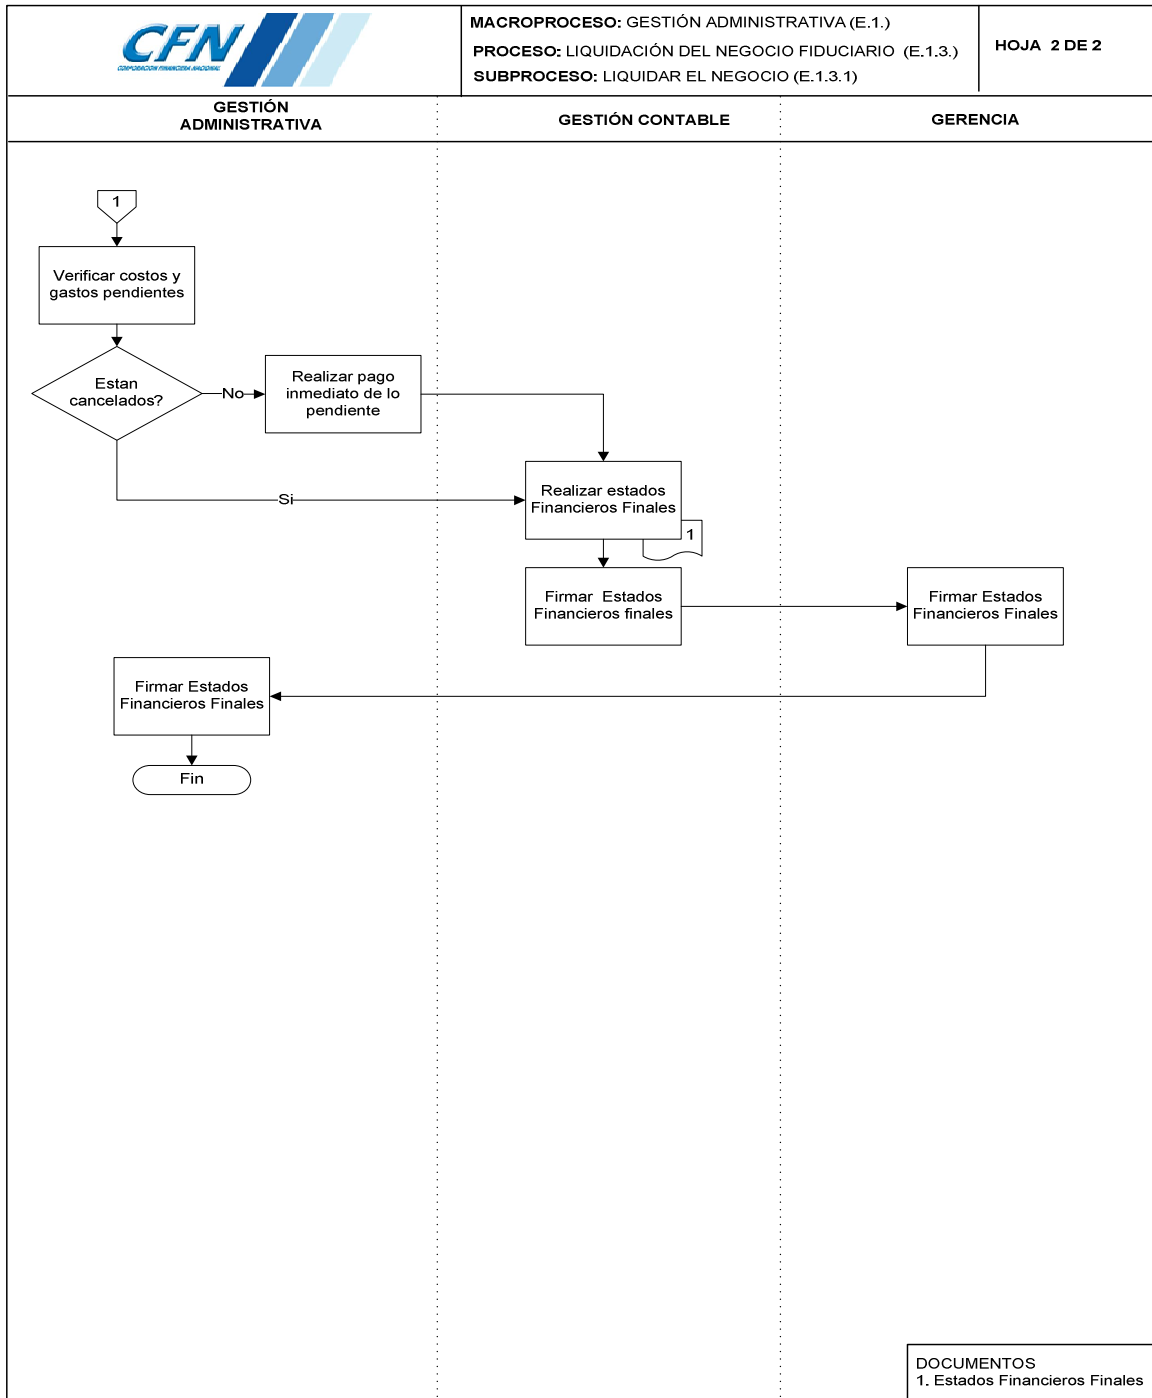 CFN
CORPORACION FINANCIERA NACIONAL
MACROPROCESO: GESTIÓN ADMINISTRATIVA (E.1.)
PROCESO: LIQUIDACIÓN DEL NEGOCIO FIDUCIARIO (E.1.3.)
SUBPROCESO: LIQUIDAR EL NEGOCIO (E.1.3.1)
HOJA 2 DE 2
GESTIÓN
ADMINISTRATIVA
GESTIÓN CONTABLE
GERENCIA
1
Verificar costos y
gastos pendientes
Estan
cancelados?
No
Realizar pago
inmediato de lo
pendiente
Si
Realizar estados
Financieros Finales
1
Firmar Estados
Financieros finales
Firmar Estados
Financieros Finales
Firmar Estados
Financieros Finales
Fin
DOCUMENTOS
1. Estados Financieros Finales